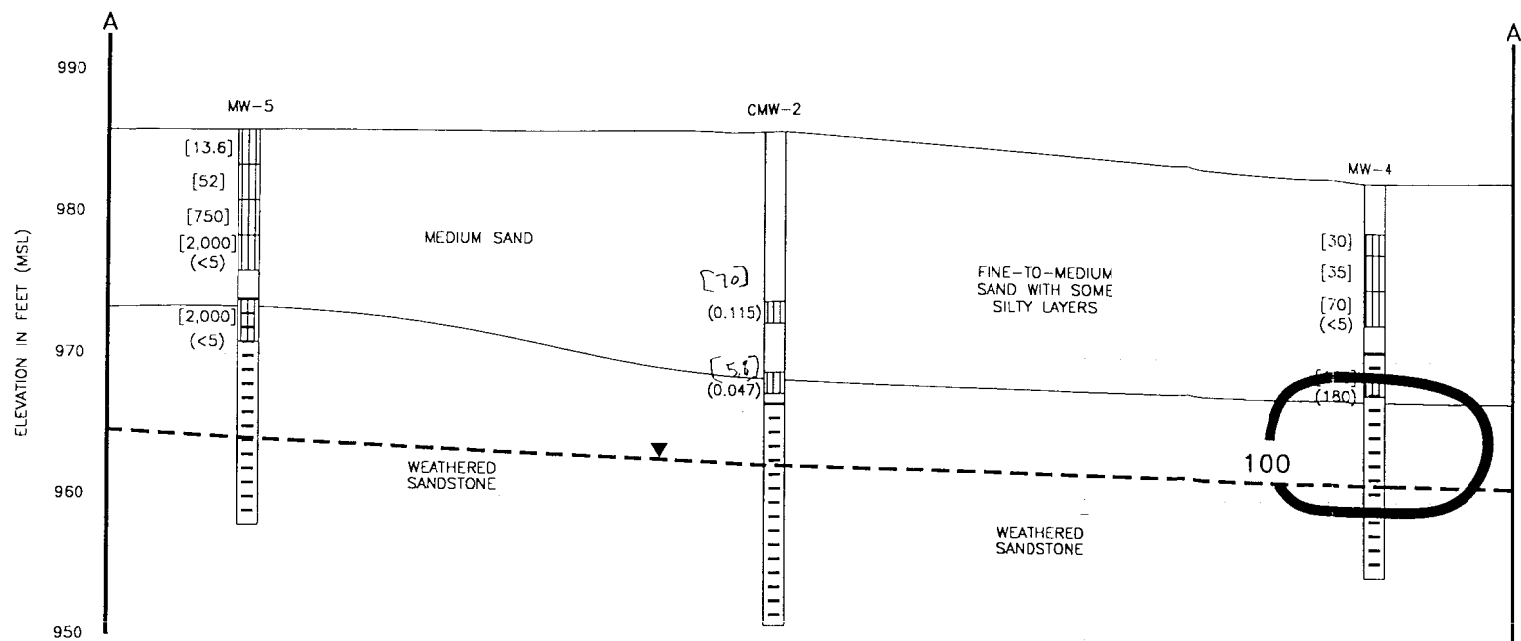 A
A
990
MW-5
CMW-2
[13.6]
MW-4
[52]
980
[750]
MEDIUM SAND
[2,000]
(<5)
[30]
[70]
FINE-TO-MEDIUM
SAND WITH SOME
SILTY LAYERS
[35]
[70]
(<5)
(0.115)
[2,000]
(<5)
970
ELEVATION IN FEET (MSL)
(0.047)
(180)
100
WEATHERED
SANDSTONE
960
WEATHERED
SANDSTONE
950